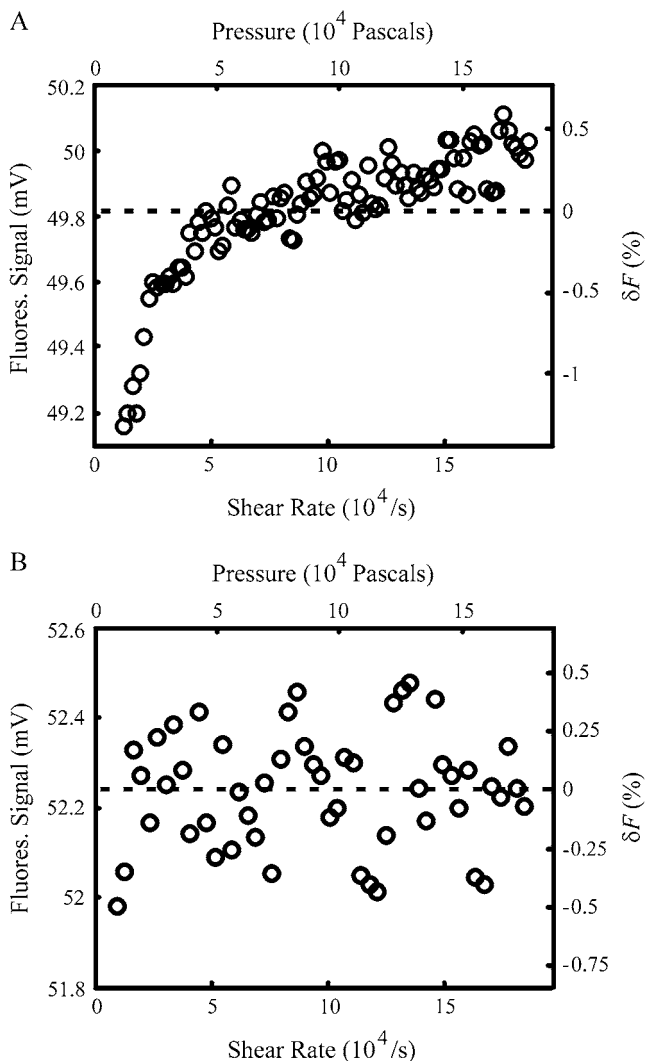 A
Pressure (10^4 Pascals)
0 5 10 15
50.2
50
49.8
49.6
49.4
49.2
Fluores. Signal (mV)
0.5
0
-0.5
-1
δF (%)
0 5 10 15
Shear Rate (10^4/s)
B
Pressure (10^4 Pascals)
0 5 10 15
52.6
52.4
52.2
52
51.8
Fluores. Signal (mV)
0.5
0.25
0
-0.25
-0.5
-0.75
δF (%)
0 5 10 15
Shear Rate (10^4/s)